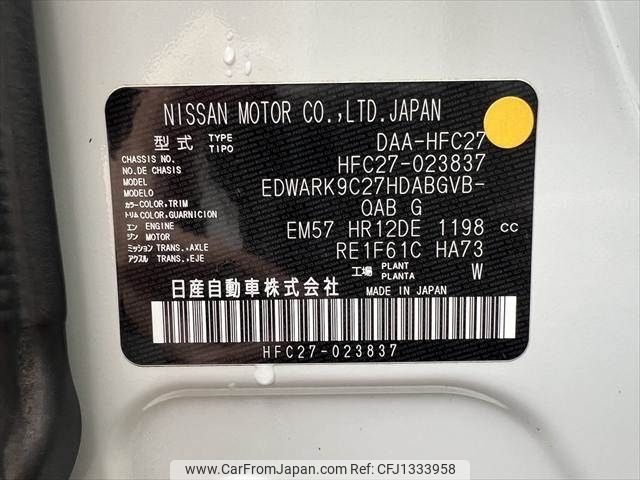 NISSAN MOTOR CO.,LTD.JAPAN
型式 TYPE TIPO DAA-HFC27
CHASSIS NO.
NO.DE CHASIS HFC27-023837
MODEL
MODELO EDWARK9C27HDABGVB-
カラー COLOR,TRIM
トリム COLOR,GUARNICION QAB G
エン ENGINE
ジン MOTOR EM57 HR12DE 1198 cc
ミッション TRANS.,AXLE
アクスル TRANS.,EJE RE1F61C HA73
工場 PLANT PLANTA W
日産自動車株式会社 MADE IN JAPAN
HFC27-023837
CAR FROM JAPAN www.carfromjapan.com - Ref: CFJ1333958